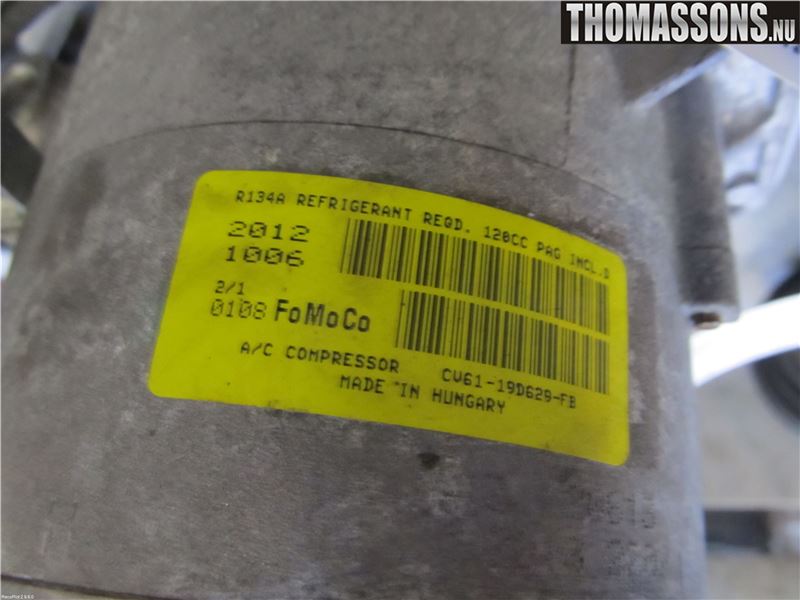 THOMASSONS.NU
R134A REFRIGERANT REQD. 120CC PAG INCL.D
2012
1006
2/1
0108 FoMoCo
A/C COMPRESSOR CV61-19D629-FB
MADE IN HUNGARY